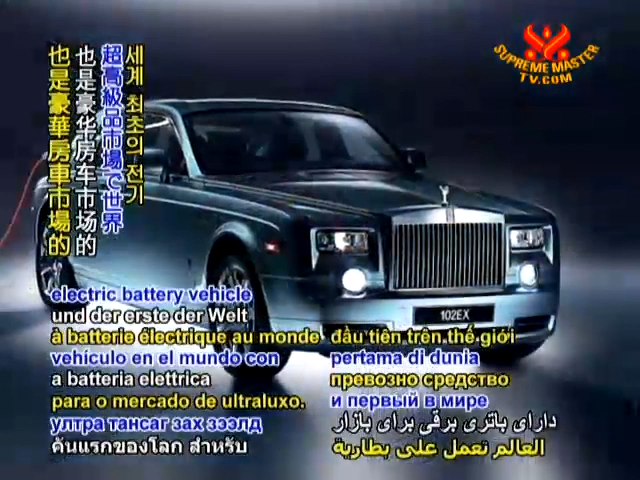 SUPREME MASTER
TV.COM
세계 최초의 전기
超高級品市場で世界
也是豪华房车市场的
也是豪華房車市場的
102EX
electric battery vehicle
und der erste der Welt
à batterie électrique au monde
vehículo en el mundo con
a batteria elettrica
para o mercado de ultraluxo.
ултра тансаг зах зээлд
คันแรกของโลก สำหรับ
đầu tiên trên thế giới
pertama di dunia
превозно средство
и первый в мире
دارای باتری برقی برای بازار
العالم تعمل على بطارية